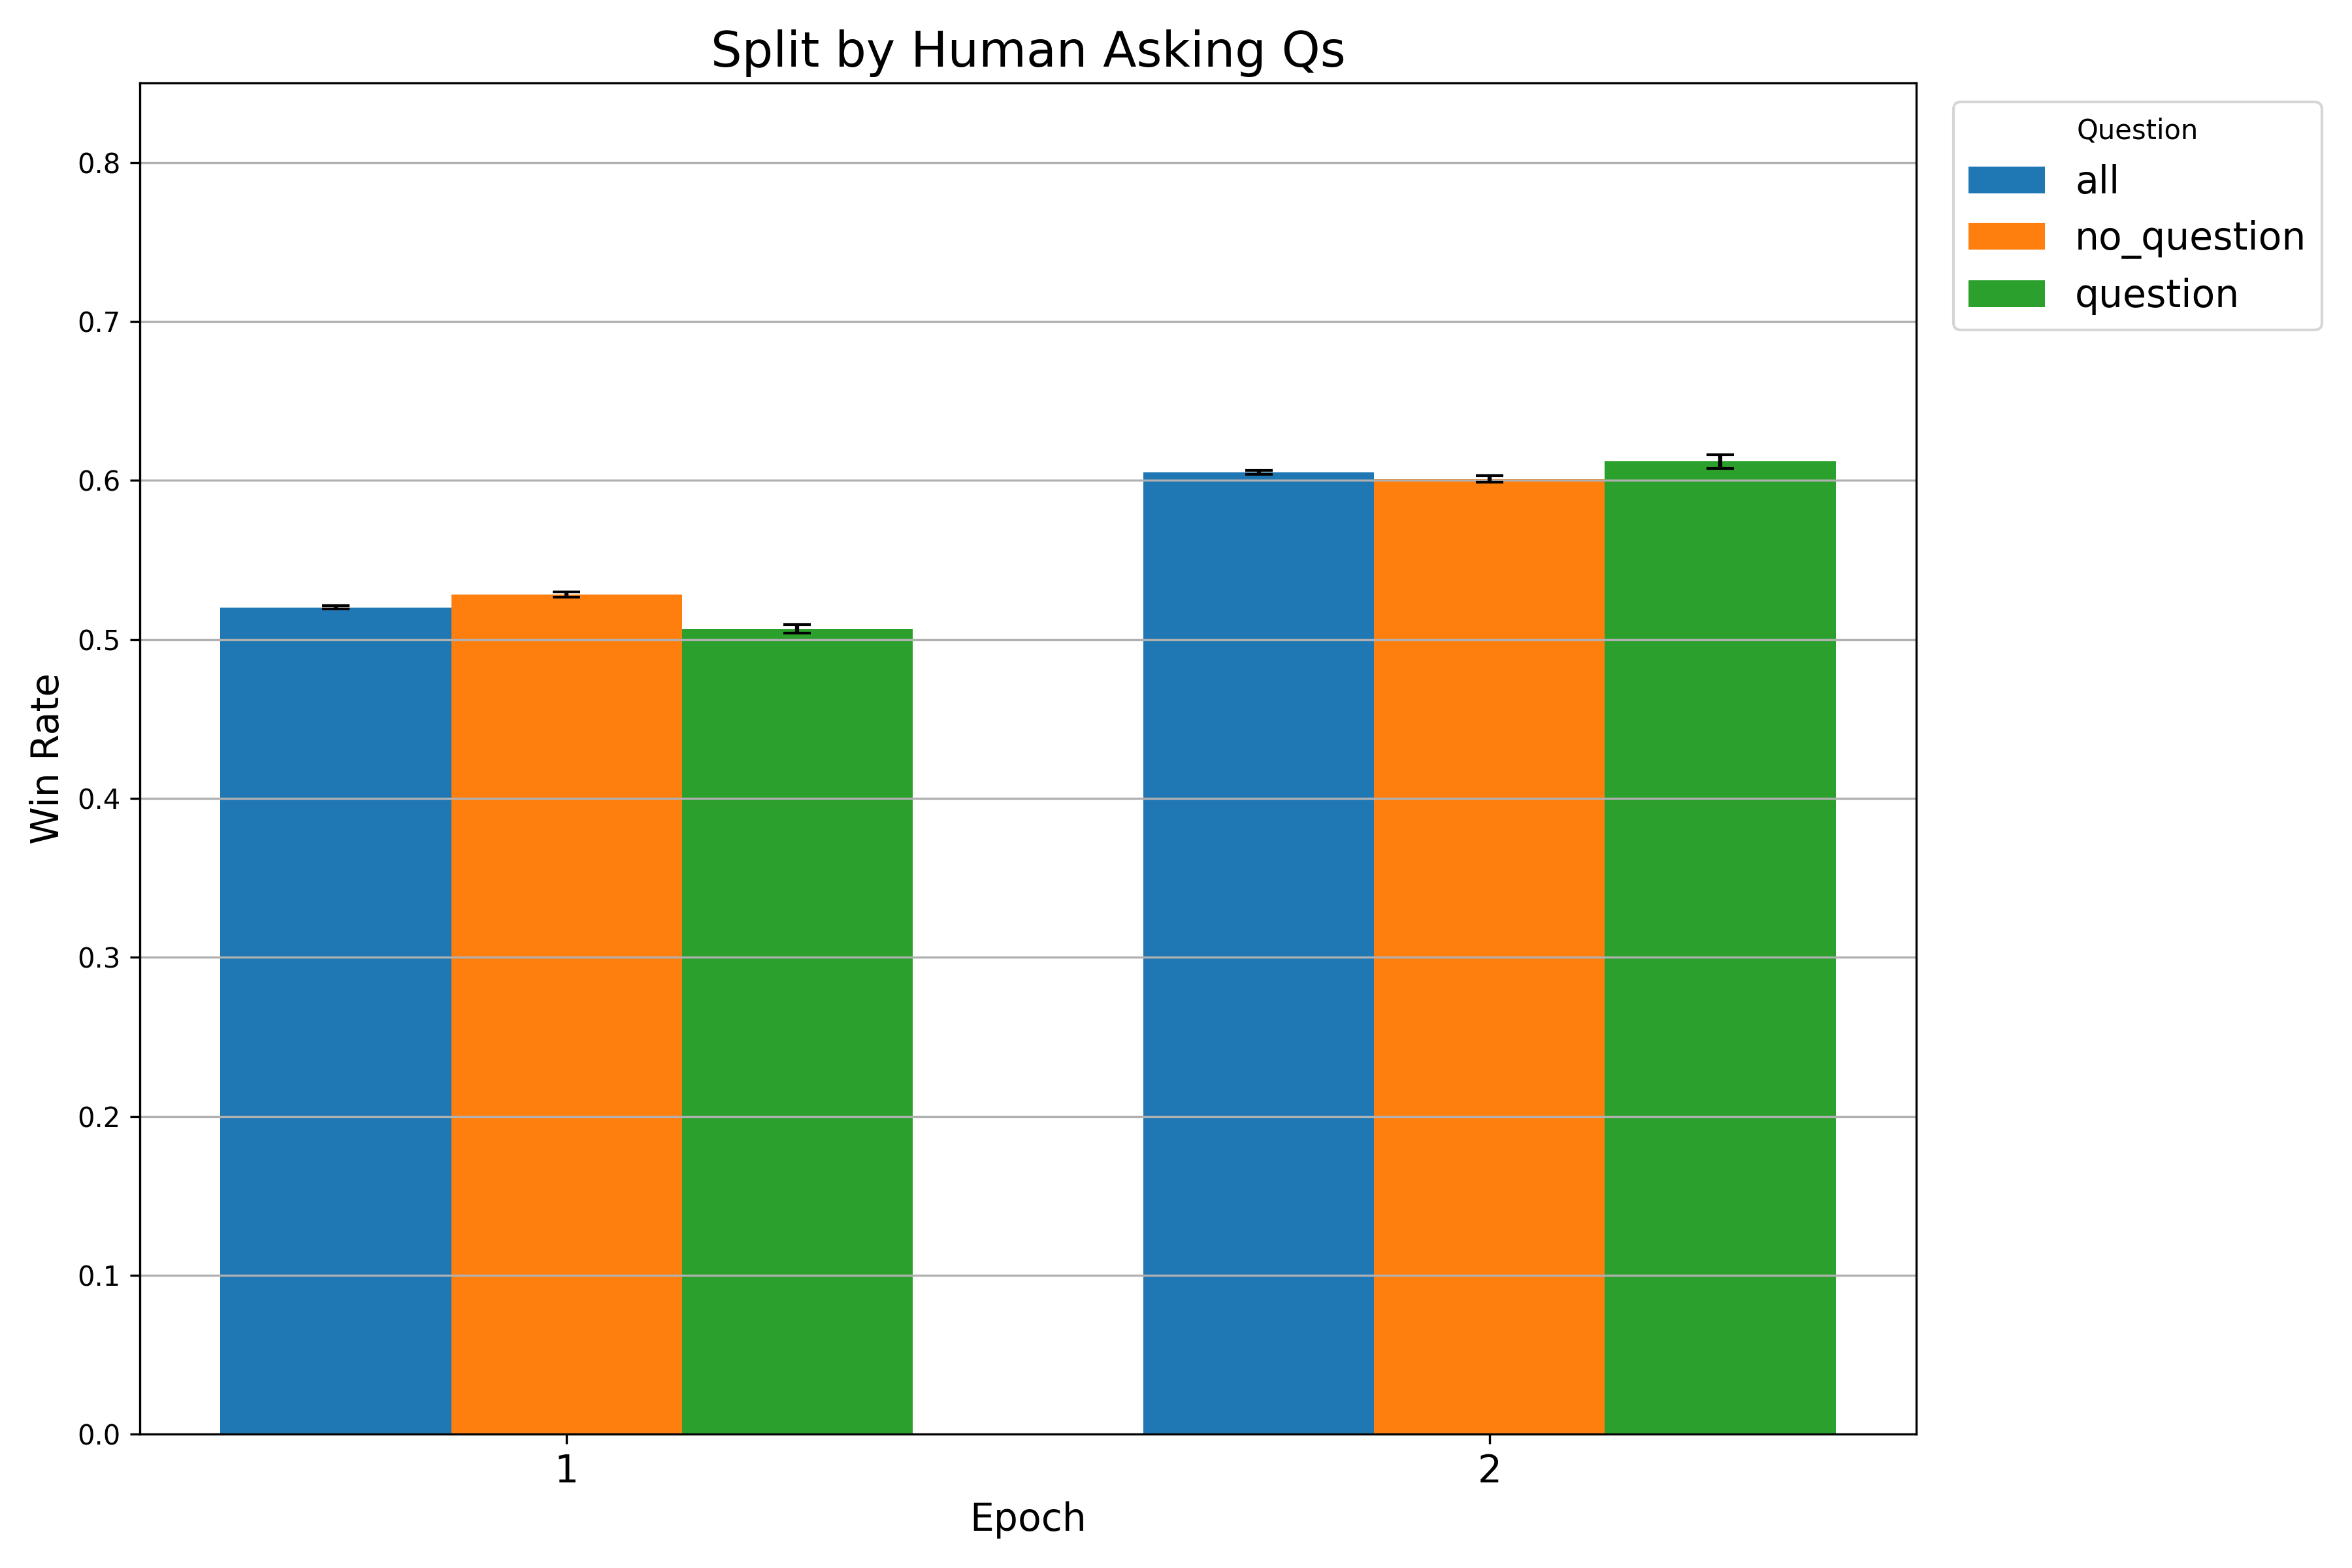 Split by Human Asking Qs
Question
all
no_question
question
Win Rate
0.8
0.7
0.6
0.5
0.4
0.3
0.2
0.1
0.0
1
2
Epoch